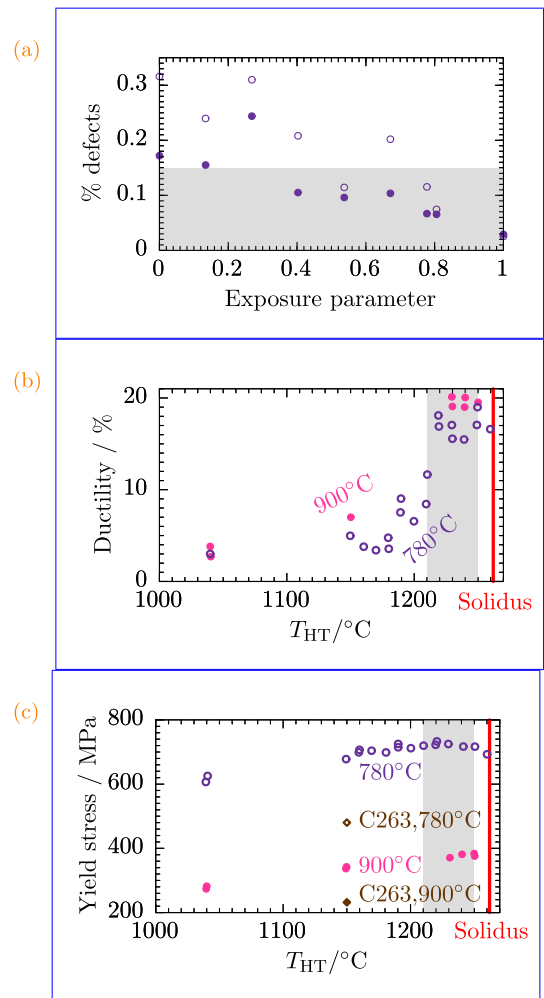 (a)
0.3
0.2
0.1
0
% defects
0 0.2 0.4 0.6 0.8 1
Exposure parameter
(b)
20
10
0
Ductility / %
900°C
780°C
1000 1100 1200
Solidus
T_HT/°C
(c)
800
600
400
200
Yield stress / MPa
780°C
C263,780°C
900°C
C263,900°C
1000 1100 1200
Solidus
T_HT/°C